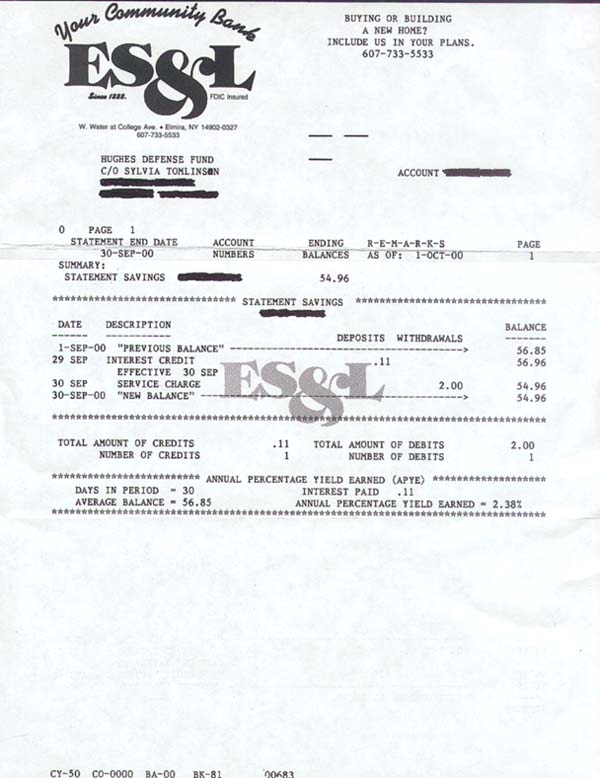 Your Community Bank
ES&L
Since 1888.
FDIC Insured
W. Water at College Ave. • Elmira, NY 14902-0327
607-733-5533
BUYING OR BUILDING
A NEW HOME?
INCLUDE US IN YOUR PLANS.
607-733-5533
HUGHES DEFENSE FUND
C/O SYLVIA TOMLINSON
ACCOUNT
0 PAGE 1
STATEMENT END DATE ACCOUNT ENDING R-E-M-A-R-K-S PAGE
30-SEP-00 NUMBERS BALANCES AS OF: 1-OCT-00 1
SUMMARY:
STATEMENT SAVINGS 54.96
******************************* STATEMENT SAVINGS ********************************
DATE DESCRIPTION DEPOSITS WITHDRAWALS BALANCE
1-SEP-00 "PREVIOUS BALANCE" ----------------------------------------> 56.85
29 SEP INTEREST CREDIT .11 56.96
EFFECTIVE 30 SEP
ES&L
30 SEP SERVICE CHARGE 2.00 54.96
30-SEP-00 "NEW BALANCE" ----------------------------------------> 54.96
**********************************************************************************
TOTAL AMOUNT OF CREDITS .11 TOTAL AMOUNT OF DEBITS 2.00
NUMBER OF CREDITS 1 NUMBER OF DEBITS 1
************************* ANNUAL PERCENTAGE YIELD EARNED (APYE) *******************
DAYS IN PERIOD = 30 INTEREST PAID .11
AVERAGE BALANCE = 56.85 ANNUAL PERCENTAGE YIELD EARNED = 2.38%
**********************************************************************************
CY-50 CO-0000 BA-00 BK-81 00683